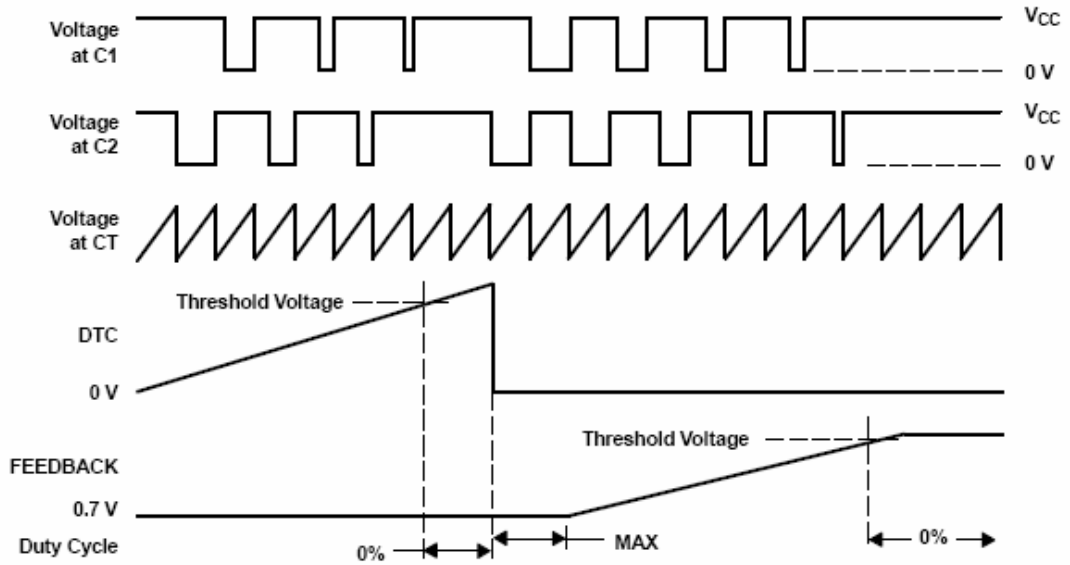 Voltage
at C1
VCC
0 V
Voltage
at C2
VCC
0 V
Voltage
at CT
Threshold Voltage
DTC
0 V
Threshold Voltage
FEEDBACK
0.7 V
Duty Cycle
0%
MAX
0%